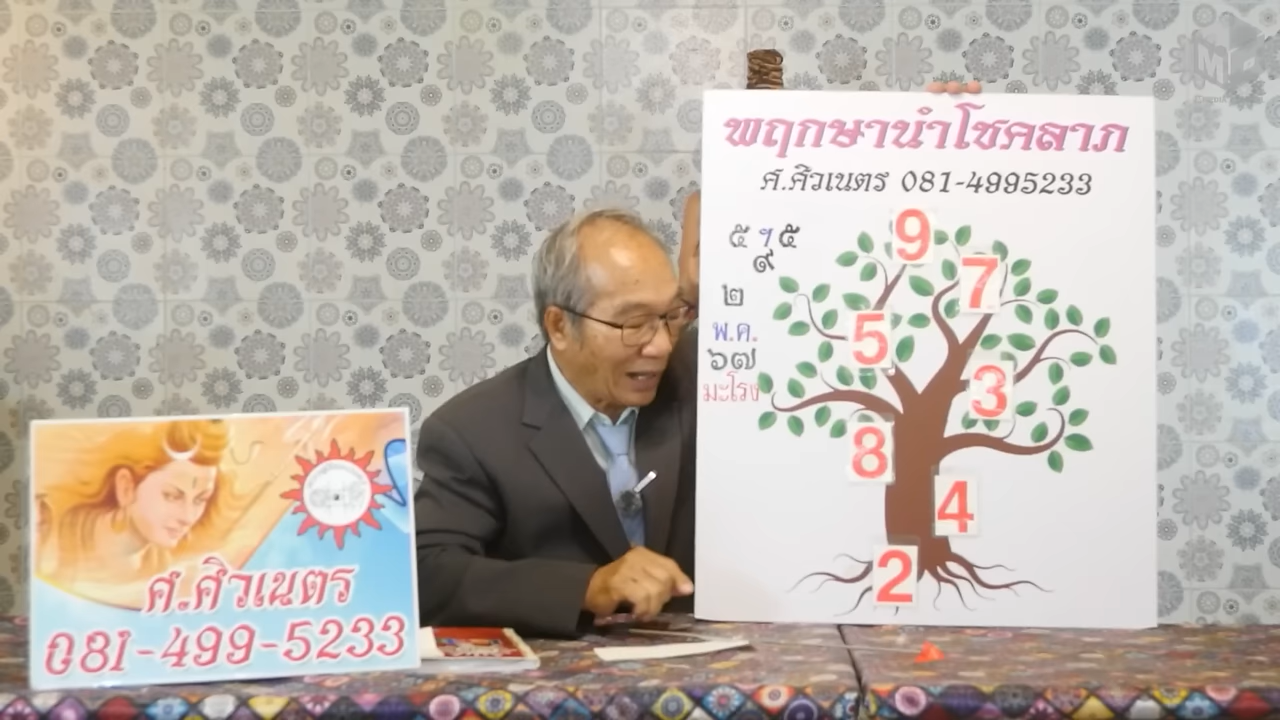 พฤกษานำโชคลาภ
ศ.ศิวเนตร 081-4995233
๕ ฯ ๕
๙
๒
พ.ค.
๖๗
มะโรง
9
7
5
3
8
4
2
ศ.ศิวเนตร
081-499-5233